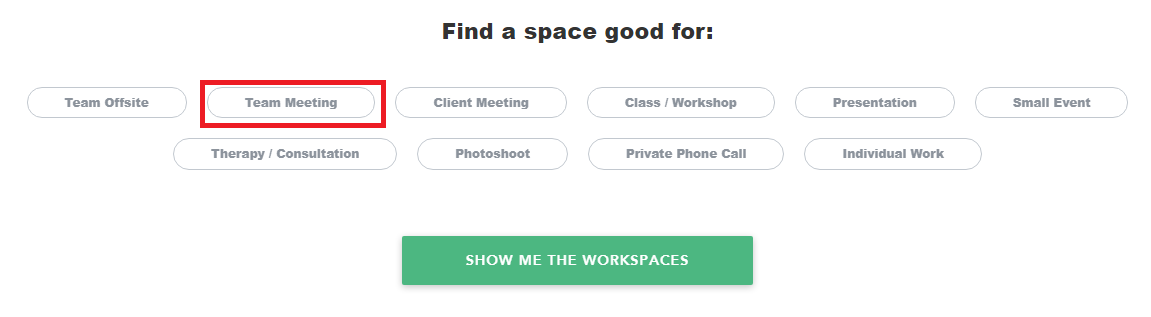 Find a space good for:
Team Offsite Team Meeting Client Meeting Class / Workshop Presentation Small Event
Therapy / Consultation Photoshoot Private Phone Call Individual Work
SHOW ME THE WORKSPACES